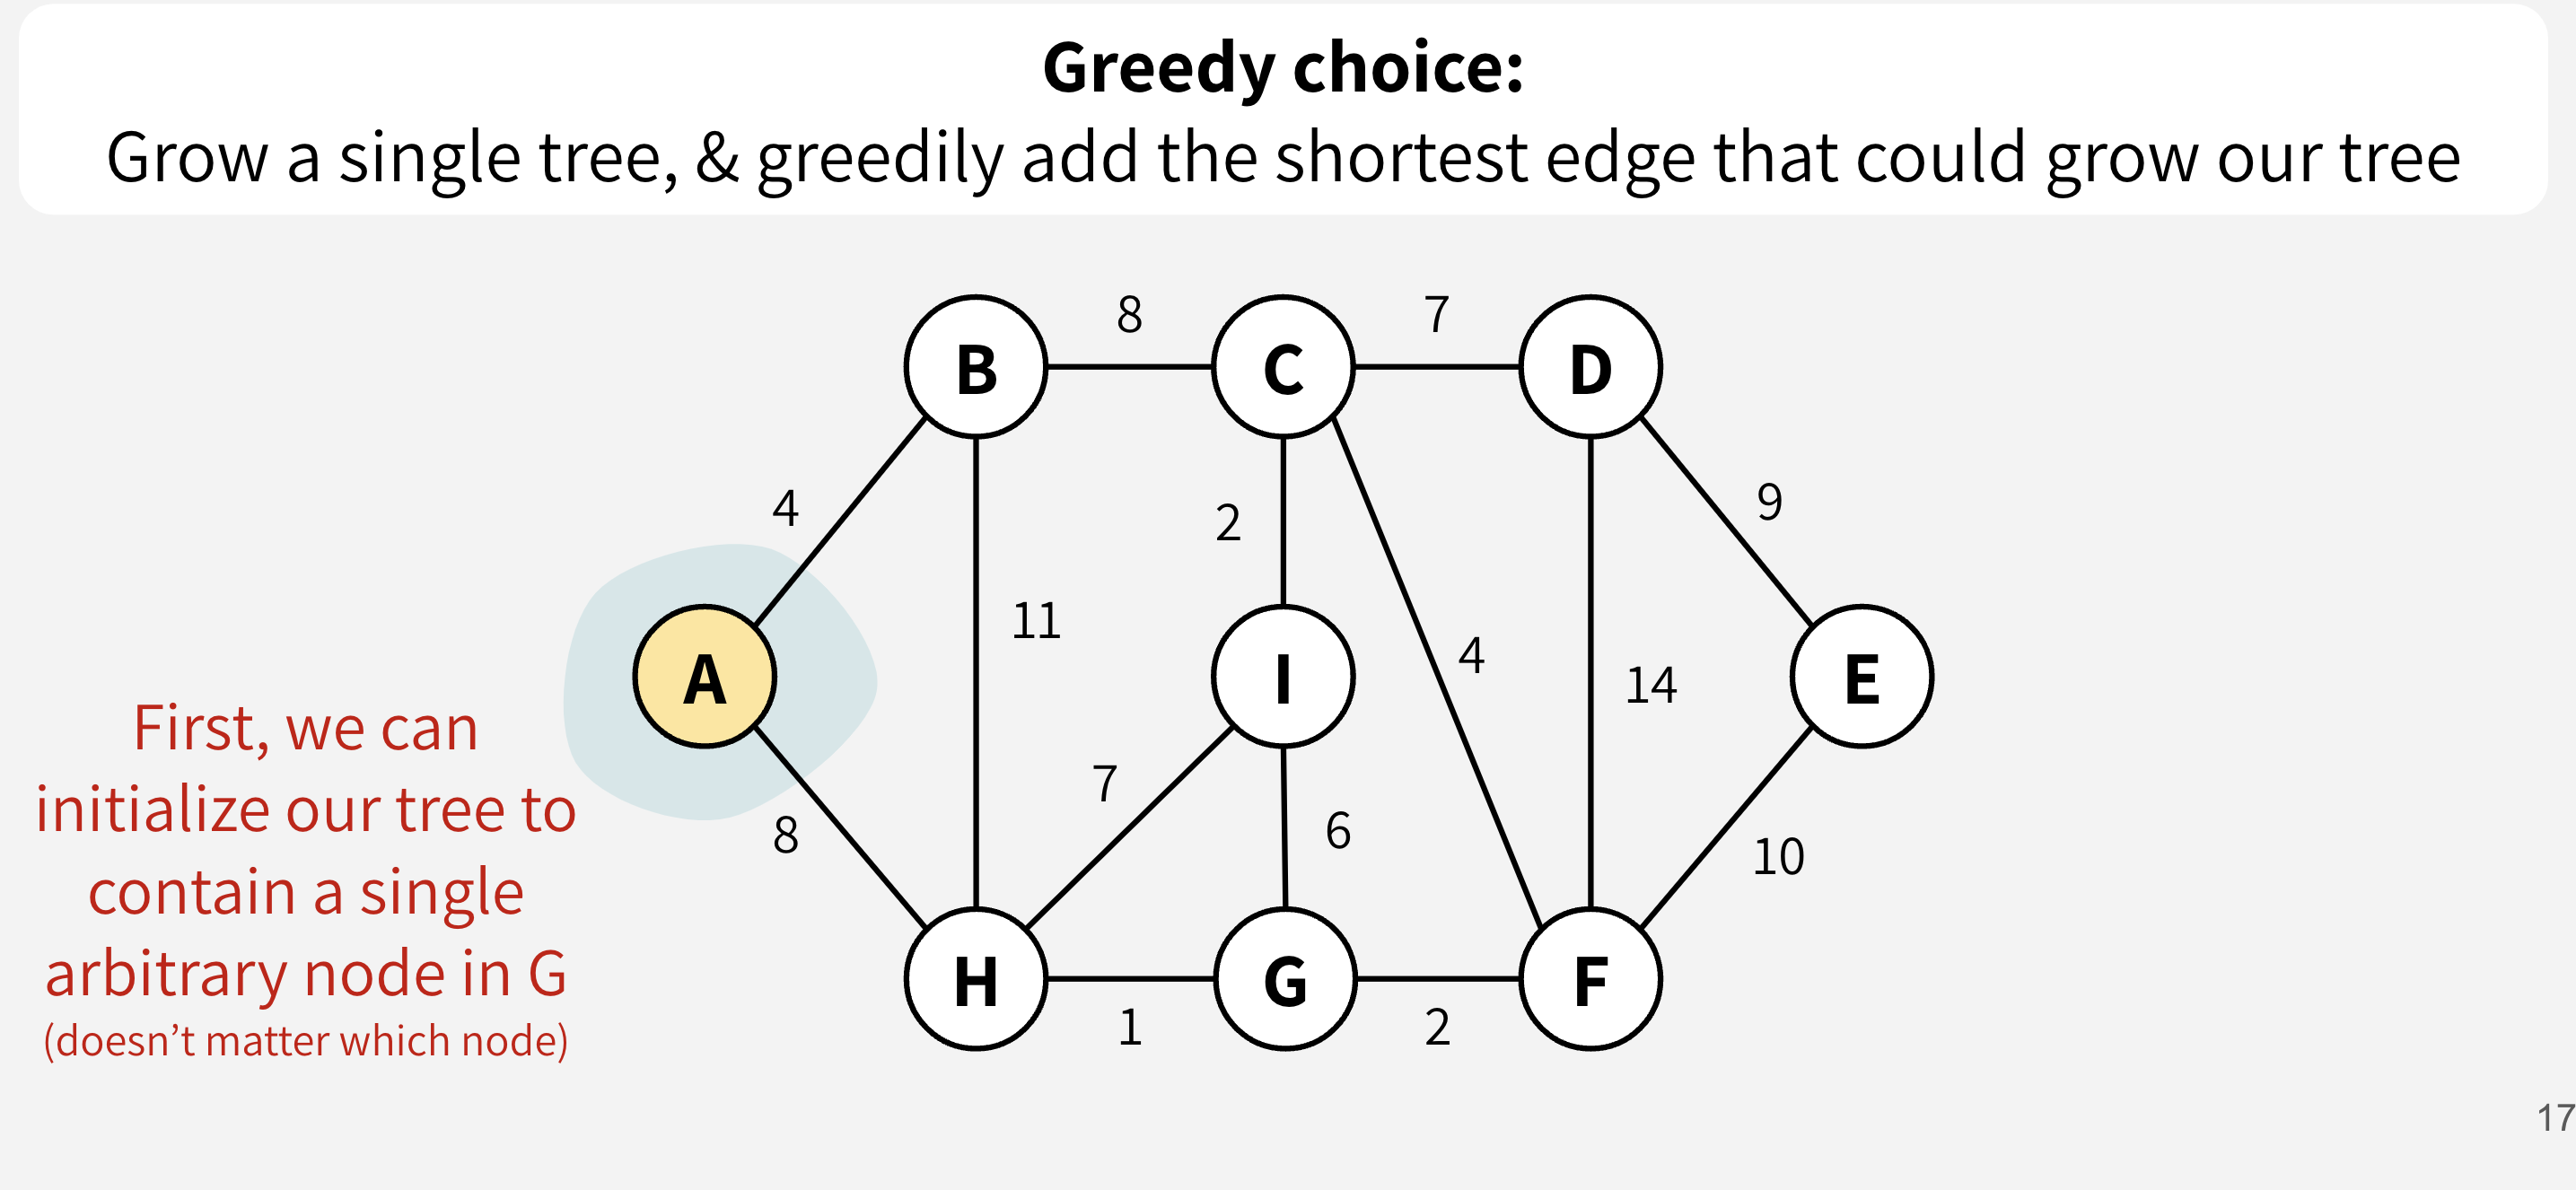 Greedy choice:
Grow a single tree, & greedily add the shortest edge that could grow our tree
8
7
B
C
D
4
2
9
11
4
14
A
I
E
First, we can
initialize our tree to
contain a single
arbitrary node in G
(doesn’t matter which node)
7
6
8
10
H
G
F
1
2
17